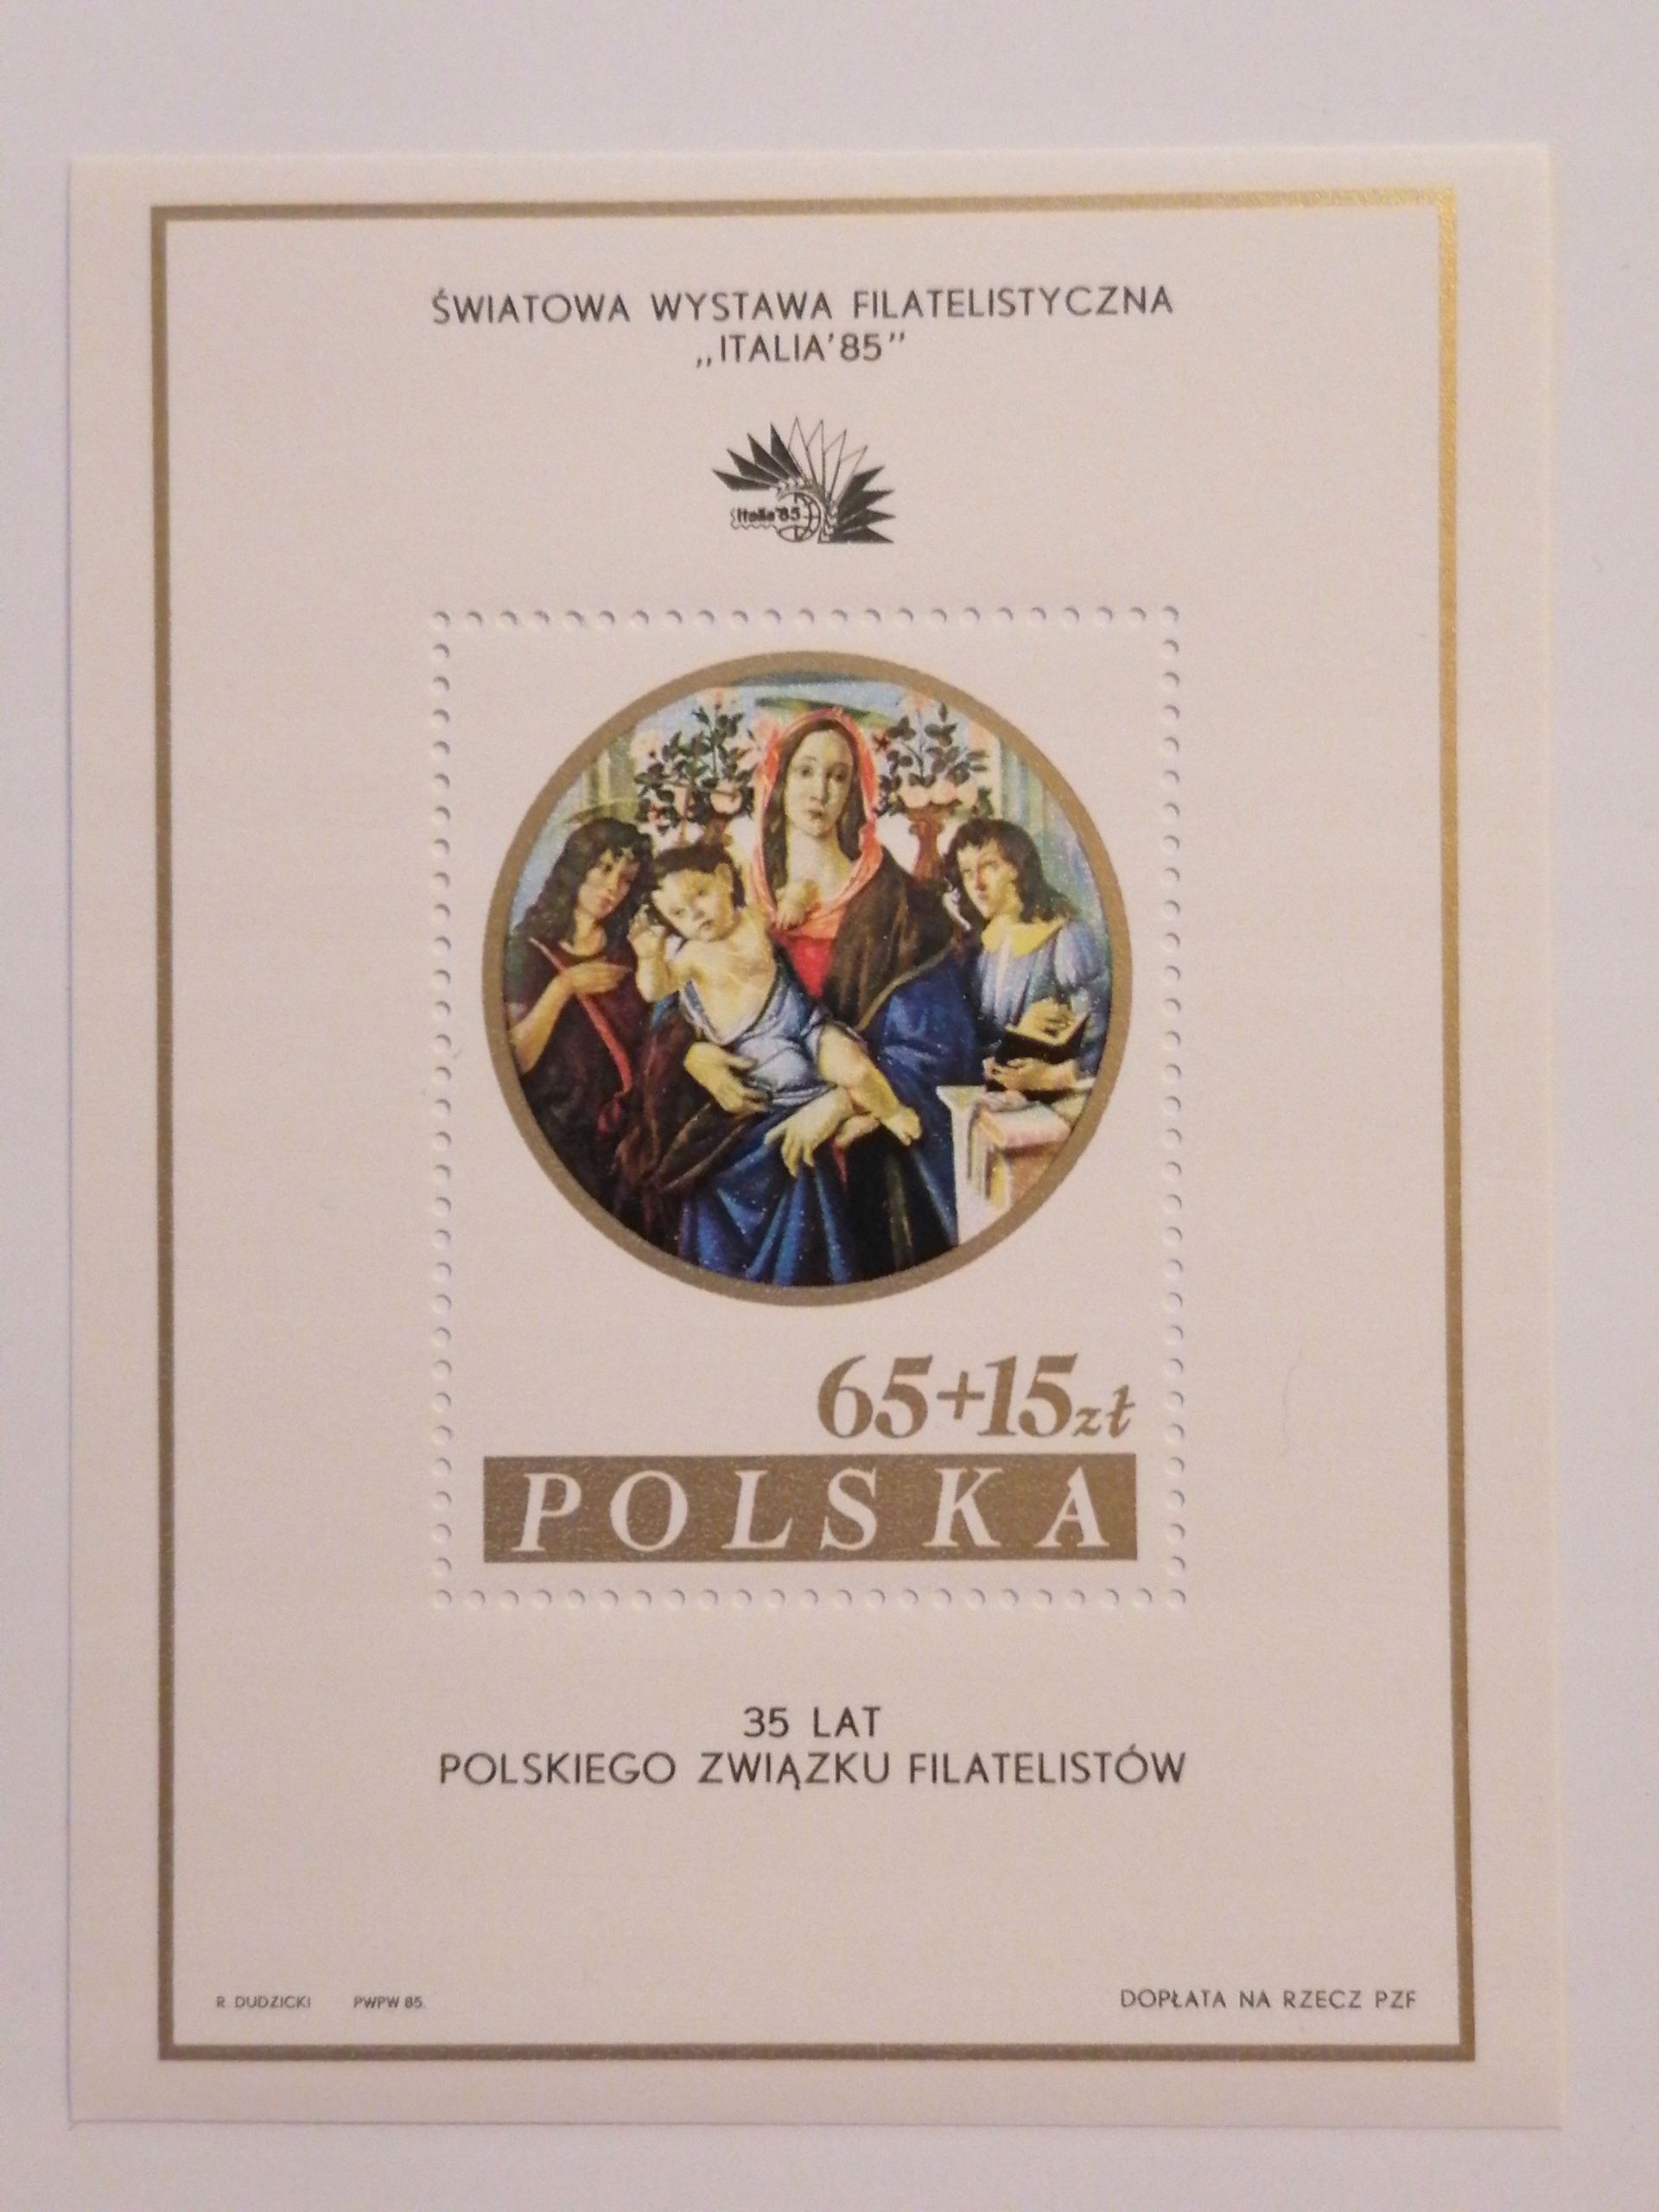 ŚWIATOWA WYSTAWA FILATELISTYCZNA
„ITALIA'85”
Italia'85
65+15zł
POLSKA
35 LAT
POLSKIEGO ZWIĄZKU FILATELISTÓW
R. DUDZICKI PWPW 85.
DOPŁATA NA RZECZ PZF